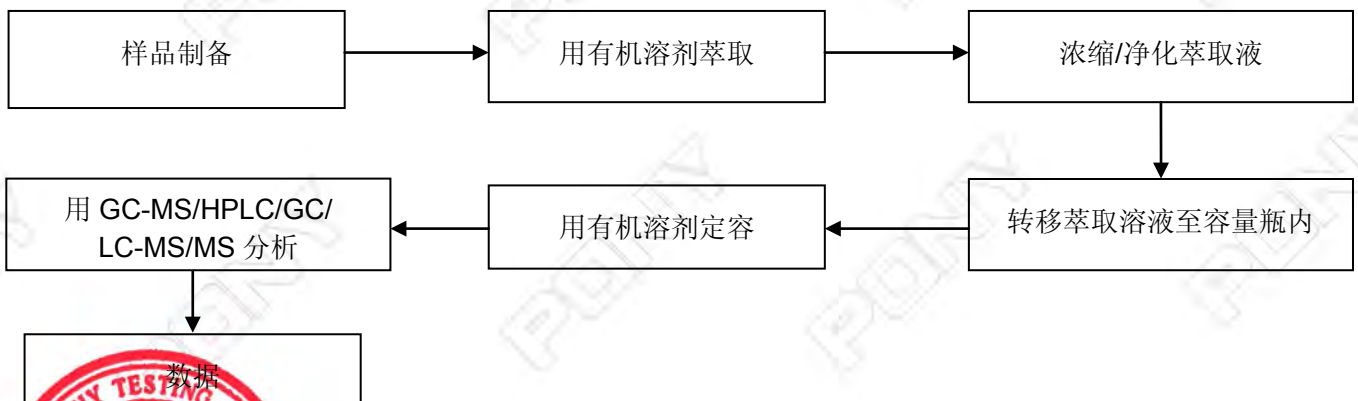 样品制备
用有机溶剂萃取
浓缩/净化萃取液
转移萃取溶液至容量瓶内
用有机溶剂定容
用 GC-MS/HPLC/GC/
LC-MS/MS 分析
数据
TESTING
PONY